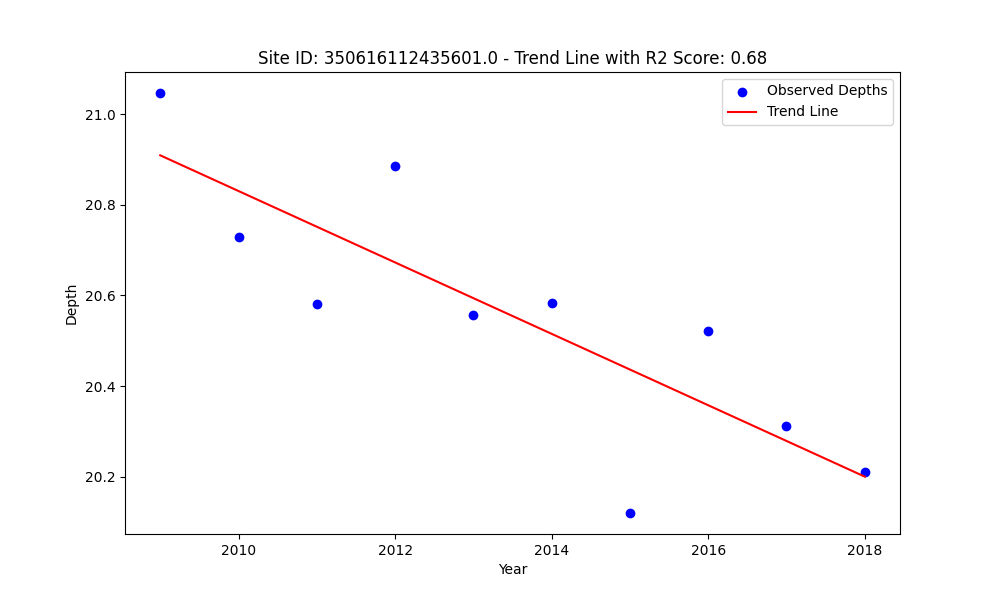 Site ID: 350616112435601.0 - Trend Line with R2 Score: 0.68
Observed Depths
Trend Line
21.0
20.8
20.6
20.4
20.2
Depth
2010
2012
2014
2016
2018
Year